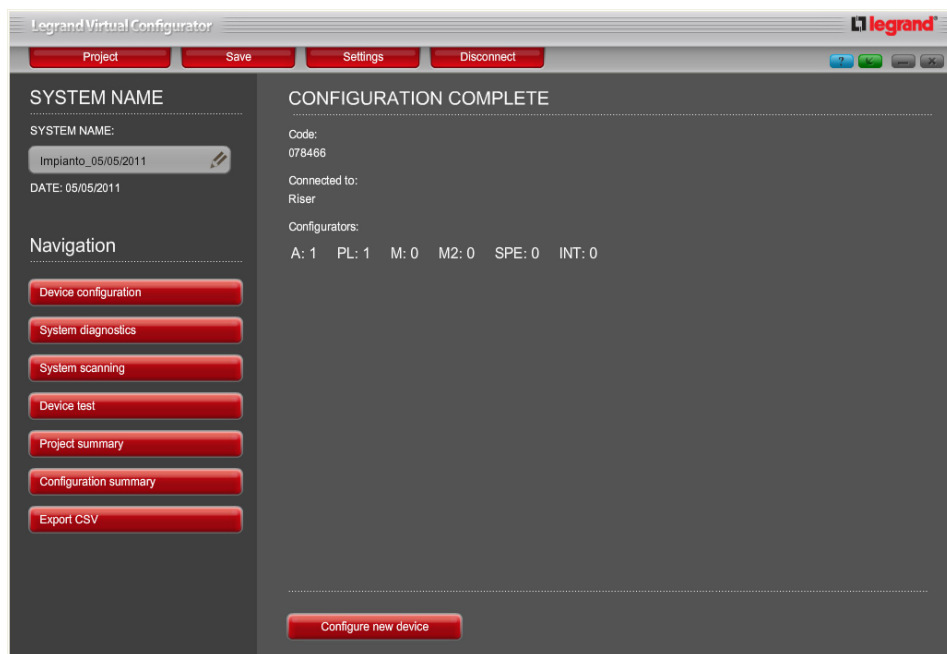 Legrand Virtual Configurator
legrand®
Project Save Settings Disconnect
?
SYSTEM NAME
SYSTEM NAME:
Impianto_05/05/2011
DATE: 05/05/2011
Navigation
Device configuration
System diagnostics
System scanning
Device test
Project summary
Configuration summary
Export CSV
CONFIGURATION COMPLETE
Code:
078466
Connected to:
Riser
Configurators:
A: 1 PL: 1 M: 0 M2: 0 SPE: 0 INT: 0
Configure new device